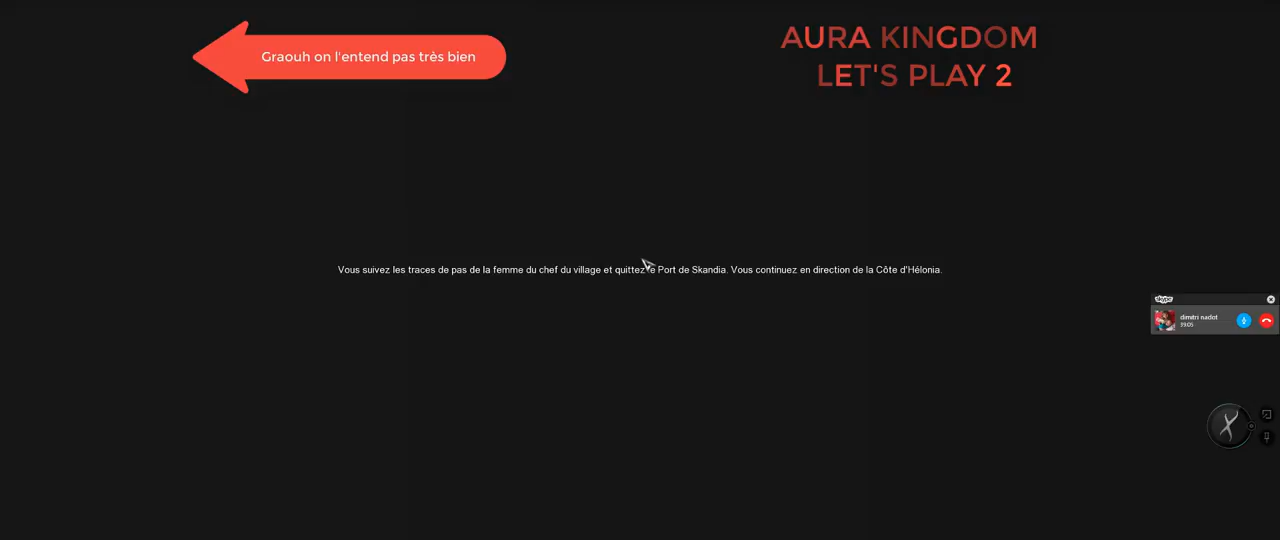 Graouh on l'entend pas très bien
AURA KINGDOM
LET'S PLAY 2
Vous suivez les traces de pas de la femme du chef du village et quittez le Port de Skandia. Vous continuez en direction de la Côte d'Hélonia.
skype
dimitri nadot
19:05